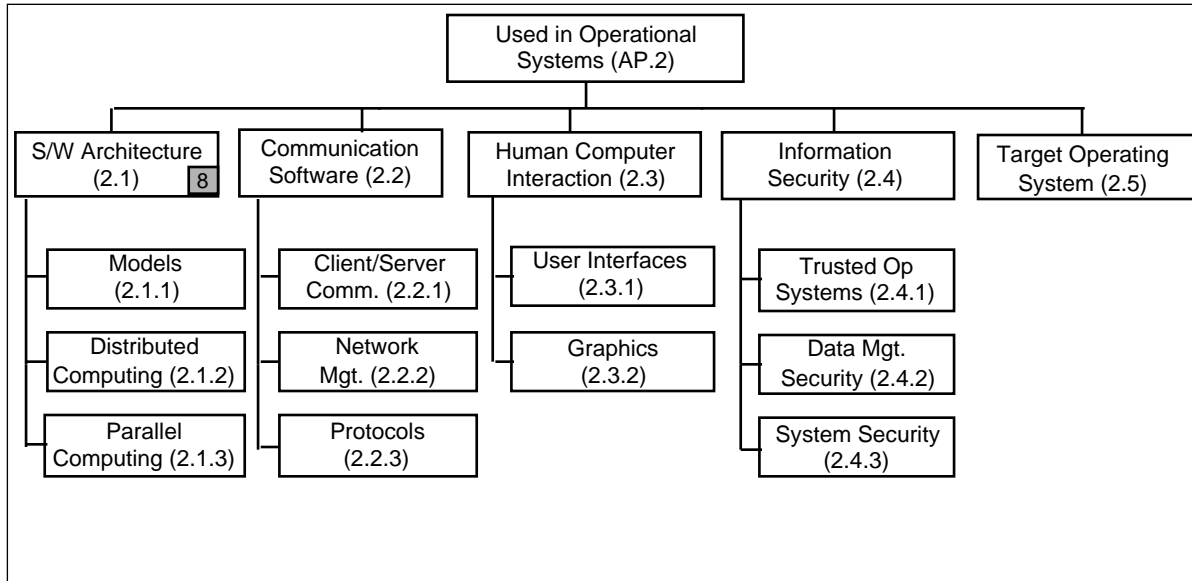 Used in Operational
Systems (AP.2)
S/W Architecture
(2.1)
8
Communication
Software (2.2)
Human Computer
Interaction (2.3)
Information
Security (2.4)
Target Operating
System (2.5)
Models
(2.1.1)
Distributed
Computing (2.1.2)
Parallel
Computing (2.1.3)
Client/Server
Comm. (2.2.1)
Network
Mgt. (2.2.2)
Protocols
(2.2.3)
User Interfaces
(2.3.1)
Graphics
(2.3.2)
Trusted Op
Systems (2.4.1)
Data Mgt.
Security (2.4.2)
System Security
(2.4.3)